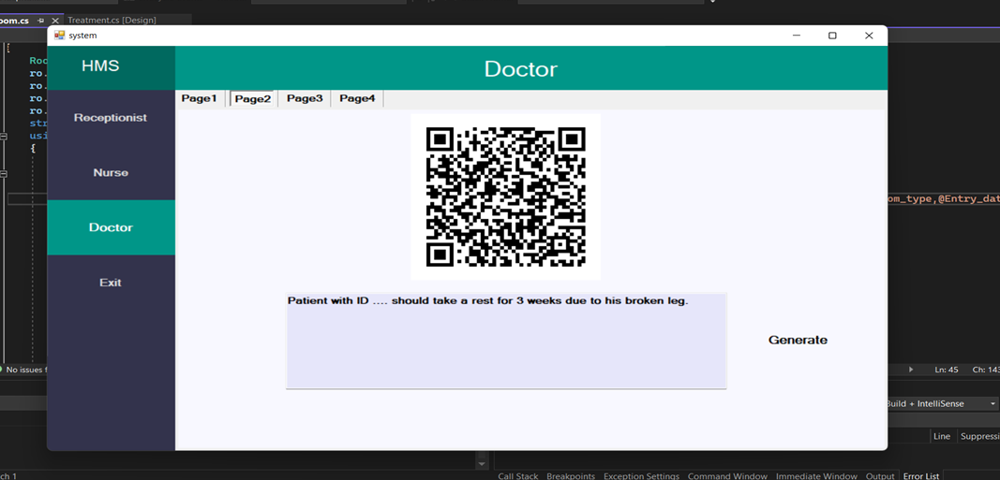 oom.cs
Treatment.cs [Design]
system
HMS
Doctor
Page1
Page2
Page3
Page4
Receptionist
Nurse
Doctor
Exit
Patient with ID .... should take a rest for 3 weeks due to his broken leg.
Generate
[
Roo
ro.
ro.
ro.
ro.
str
usi
{
om_type,@Entry_dat
No issues f
Ln: 45
Ch: 143
Build + IntelliSense
Line
Suppressi
ch 1
Call Stack
Breakpoints
Exception Settings
Command Window
Immediate Window
Output
Error List